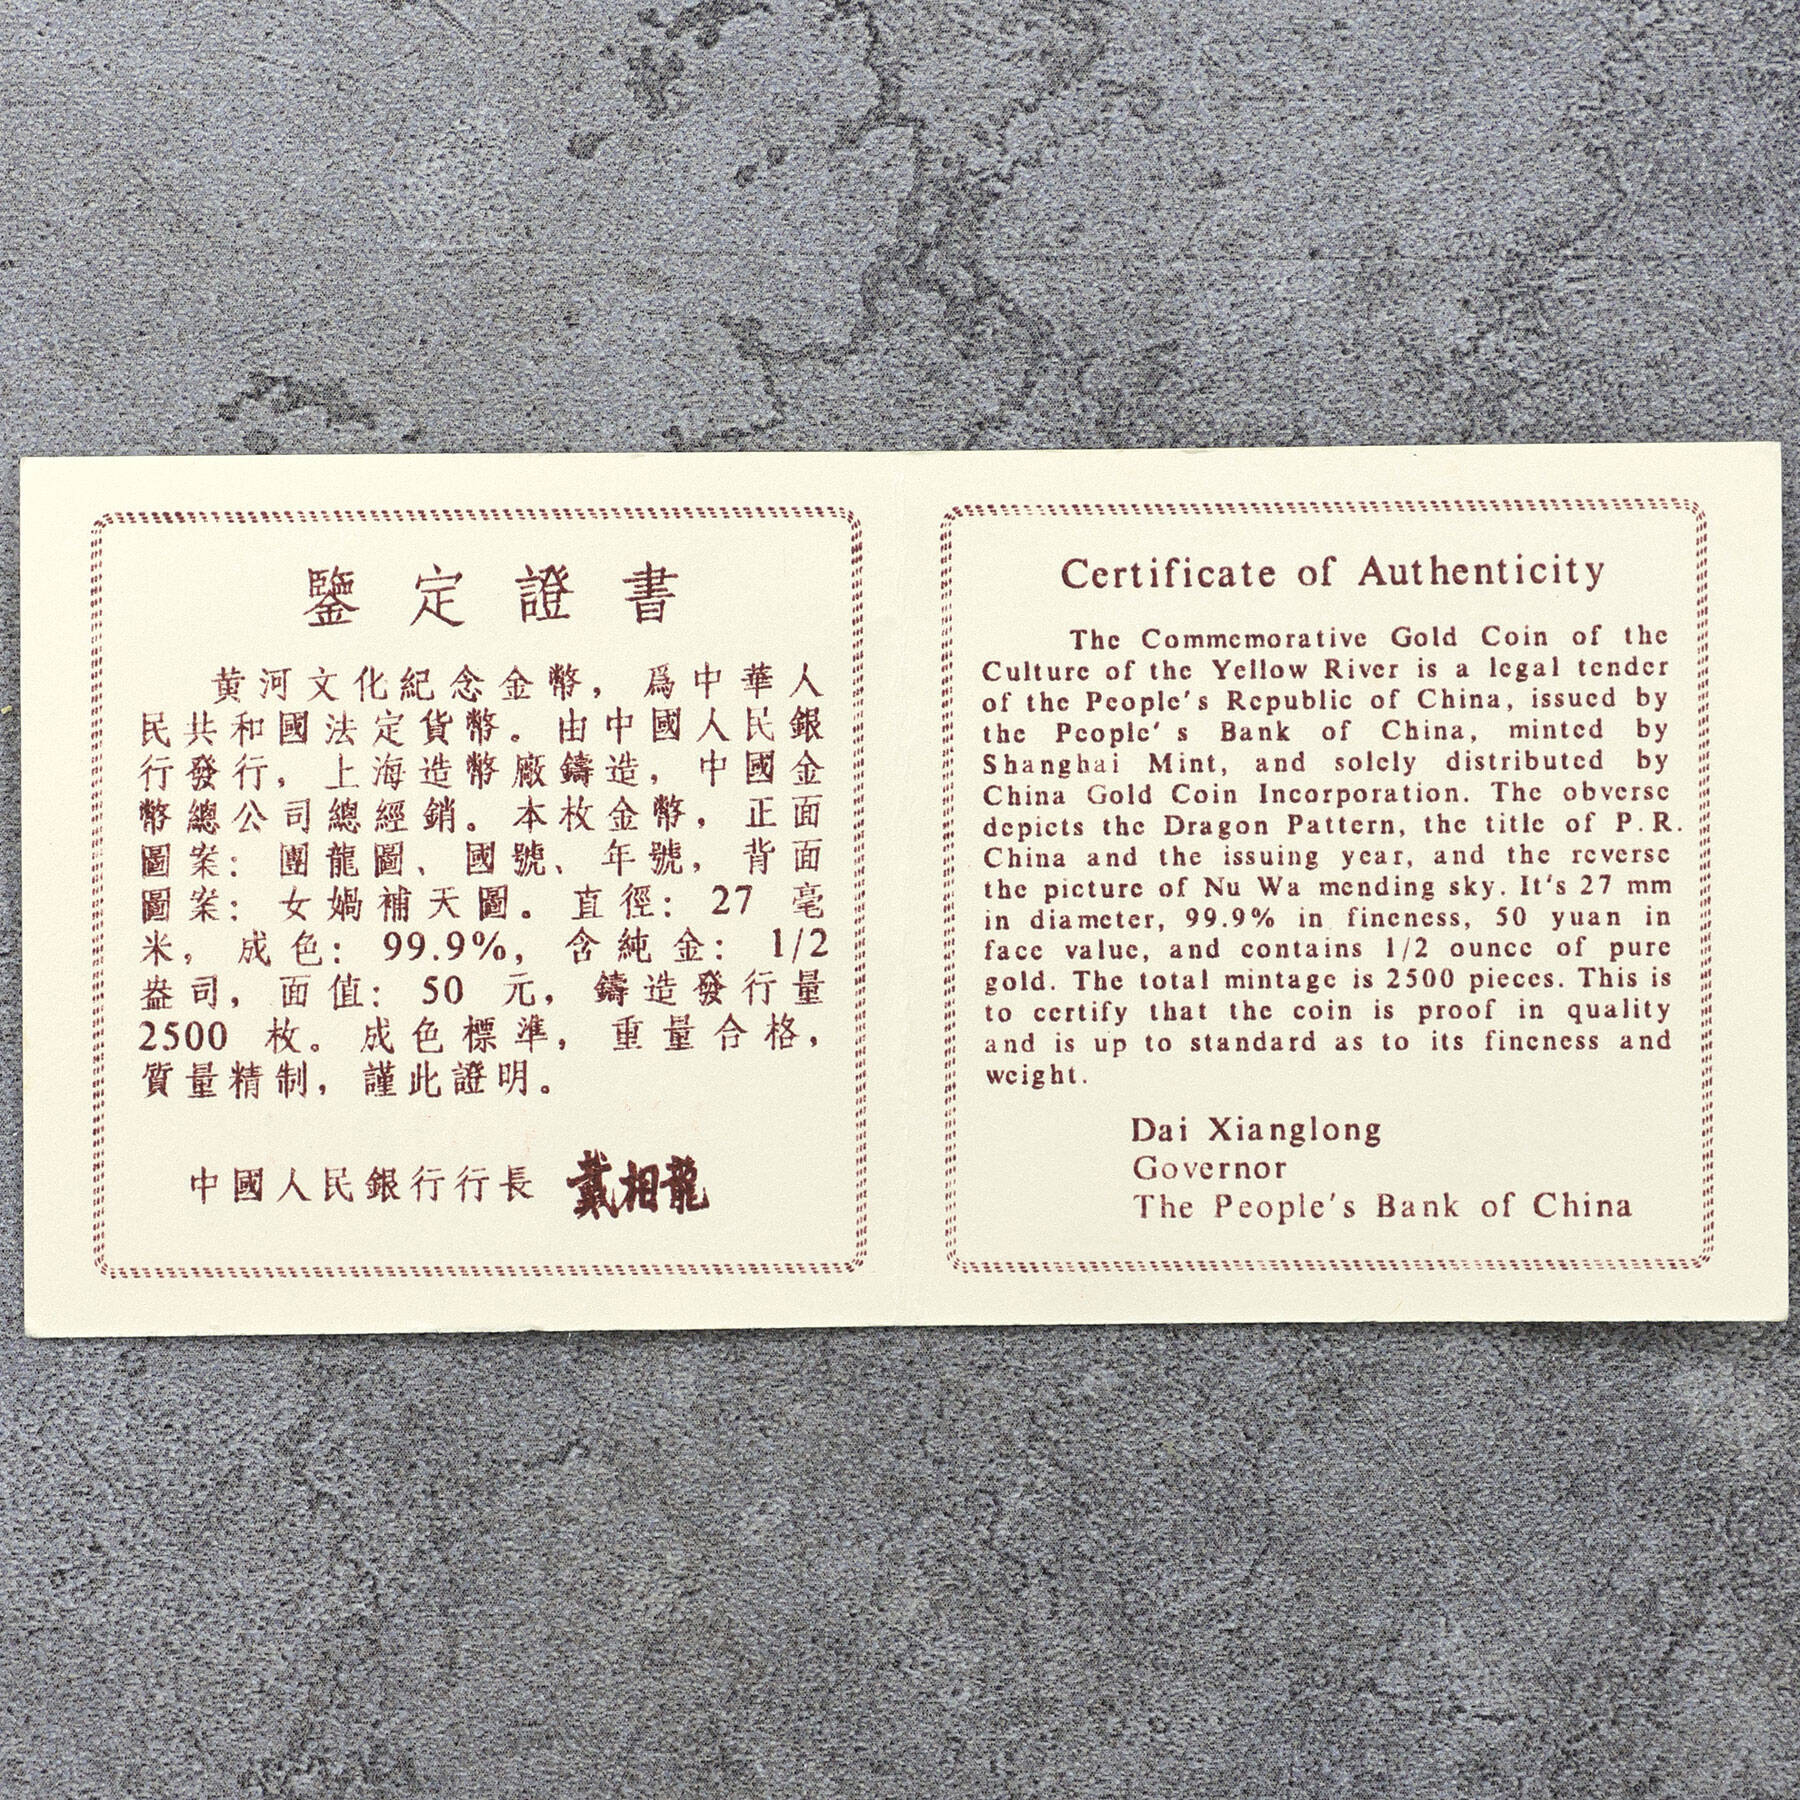 鑒定證書
黄河文化紀念金幣，爲中華人
民共和國法定貨幣。由中國人民銀
行發行，上海造幣廠鑄造，中國金
幣總公司總經銷。本枚金幣，正面
圖案：團龍圖、國號、年號，背面
圖案：女媧補天圖。直徑：27 毫
米，成色：99.9%，含純金：1/2
盎司，面值：50 元，鑄造發行量
2500 枚。成色標準，重量合格，
質量精制，謹此證明。
中國人民銀行行長 戴相龍
Certificate of Authenticity
The Commemorative Gold Coin of the
Culture of the Yellow River is a legal tender
of the People's Republic of China, issued by
the People's Bank of China, minted by
Shanghai Mint, and solely distributed by
China Gold Coin Incorporation. The obverse
depicts the Dragon Pattern, the title of P.R.
China and the issuing year, and the reverse
the picture of Nu Wa mending sky. It's 27 mm
in diameter, 99.9% in fineness, 50 yuan in
face value, and contains 1/2 ounce of pure
gold. The total mintage is 2500 pieces. This is
to certify that the coin is proof in quality
and is up to standard as to its fineness and
weight.
Dai Xianglong
Governor
The People's Bank of China